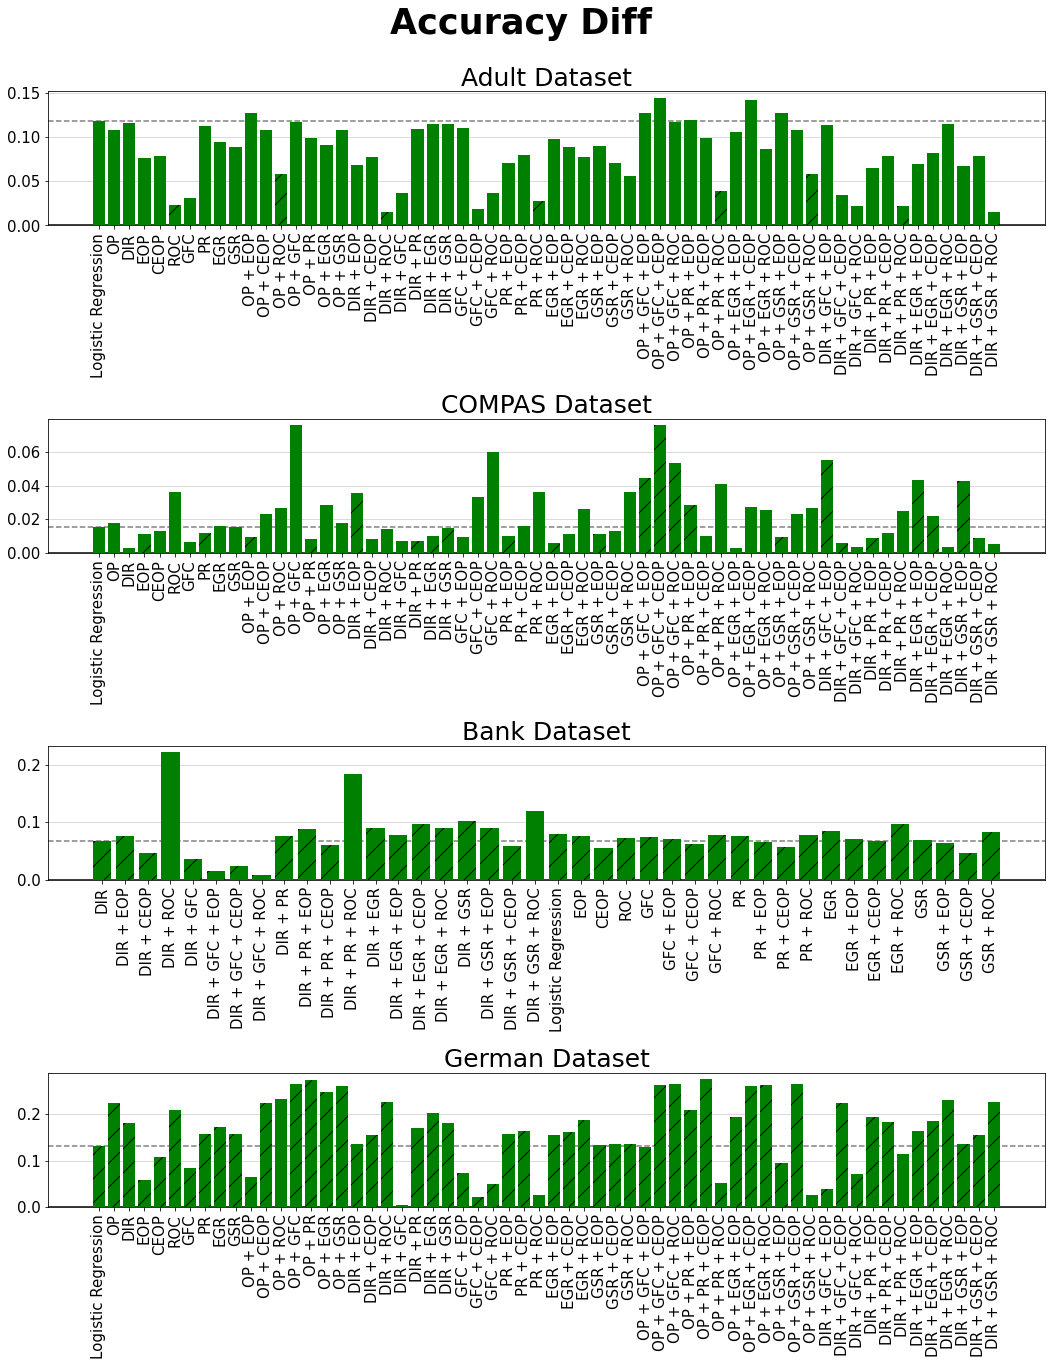 Accuracy Diff
Adult Dataset
0.15
0.10
0.05
0.00
Logistic Regression
OP
DIR
EOP
CEOP
ROC
GFC
PR
EGR
GSR
OP + EOP
OP + CEOP
OP + ROC
OP + GFC
OP + PR
OP + EGR
OP + GSR
DIR + EOP
DIR + CEOP
DIR + ROC
DIR + GFC
DIR + PR
DIR + EGR
DIR + GSR
GFC + EOP
GFC + CEOP
GFC + ROC
PR + EOP
PR + CEOP
PR + ROC
EGR + EOP
EGR + CEOP
EGR + ROC
GSR + EOP
GSR + CEOP
GSR + ROC
OP + GFC + EOP
OP + GFC + CEOP
OP + GFC + ROC
OP + PR + EOP
OP + PR + CEOP
OP + PR + ROC
OP + EGR + EOP
OP + EGR + CEOP
OP + EGR + ROC
OP + GSR + EOP
OP + GSR + CEOP
OP + GSR + ROC
DIR + GFC + EOP
DIR + GFC + CEOP
DIR + GFC + ROC
DIR + PR + EOP
DIR + PR + CEOP
DIR + PR + ROC
DIR + EGR + EOP
DIR + EGR + CEOP
DIR + EGR + ROC
DIR + GSR + EOP
DIR + GSR + CEOP
DIR + GSR + ROC
COMPAS Dataset
0.06
0.04
0.02
0.00
Logistic Regression
OP
DIR
EOP
CEOP
ROC
GFC
PR
EGR
GSR
OP + EOP
OP + CEOP
OP + ROC
OP + GFC
OP + PR
OP + EGR
OP + GSR
DIR + EOP
DIR + CEOP
DIR + ROC
DIR + GFC
DIR + PR
DIR + EGR
DIR + GSR
GFC + EOP
GFC + CEOP
GFC + ROC
PR + EOP
PR + CEOP
PR + ROC
EGR + EOP
EGR + CEOP
EGR + ROC
GSR + EOP
GSR + CEOP
GSR + ROC
OP + GFC + EOP
OP + GFC + CEOP
OP + GFC + ROC
OP + PR + EOP
OP + PR + CEOP
OP + PR + ROC
OP + EGR + EOP
OP + EGR + CEOP
OP + EGR + ROC
OP + GSR + EOP
OP + GSR + CEOP
OP + GSR + ROC
DIR + GFC + EOP
DIR + GFC + CEOP
DIR + GFC + ROC
DIR + PR + EOP
DIR + PR + CEOP
DIR + PR + ROC
DIR + EGR + EOP
DIR + EGR + CEOP
DIR + EGR + ROC
DIR + GSR + EOP
DIR + GSR + CEOP
DIR + GSR + ROC
Bank Dataset
0.2
0.1
0.0
DIR
DIR + EOP
DIR + CEOP
DIR + ROC
DIR + GFC
DIR + GFC + EOP
DIR + GFC + CEOP
DIR + GFC + ROC
DIR + PR
DIR + PR + EOP
DIR + PR + CEOP
DIR + PR + ROC
DIR + EGR
DIR + EGR + EOP
DIR + EGR + CEOP
DIR + EGR + ROC
DIR + GSR
DIR + GSR + EOP
DIR + GSR + CEOP
DIR + GSR + ROC
Logistic Regression
EOP
CEOP
ROC
GFC
GFC + EOP
GFC + CEOP
GFC + ROC
PR
PR + EOP
PR + CEOP
PR + ROC
EGR
EGR + EOP
EGR + CEOP
EGR + ROC
GSR
GSR + EOP
GSR + CEOP
GSR + ROC
German Dataset
0.2
0.1
0.0
Logistic Regression
OP
DIR
EOP
CEOP
ROC
GFC
PR
EGR
GSR
OP + EOP
OP + CEOP
OP + ROC
OP + GFC
OP + PR
OP + EGR
OP + GSR
DIR + EOP
DIR + CEOP
DIR + ROC
DIR + GFC
DIR + PR
DIR + EGR
DIR + GSR
GFC + EOP
GFC + CEOP
GFC + ROC
PR + EOP
PR + CEOP
PR + ROC
EGR + EOP
EGR + CEOP
EGR + ROC
GSR + EOP
GSR + CEOP
GSR + ROC
OP + GFC + EOP
OP + GFC + CEOP
OP + GFC + ROC
OP + PR + EOP
OP + PR + CEOP
OP + PR + ROC
OP + EGR + EOP
OP + EGR + CEOP
OP + EGR + ROC
OP + GSR + EOP
OP + GSR + CEOP
OP + GSR + ROC
DIR + GFC + EOP
DIR + GFC + CEOP
DIR + GFC + ROC
DIR + PR + EOP
DIR + PR + CEOP
DIR + PR + ROC
DIR + EGR + EOP
DIR + EGR + CEOP
DIR + EGR + ROC
DIR + GSR + EOP
DIR + GSR + CEOP
DIR + GSR + ROC